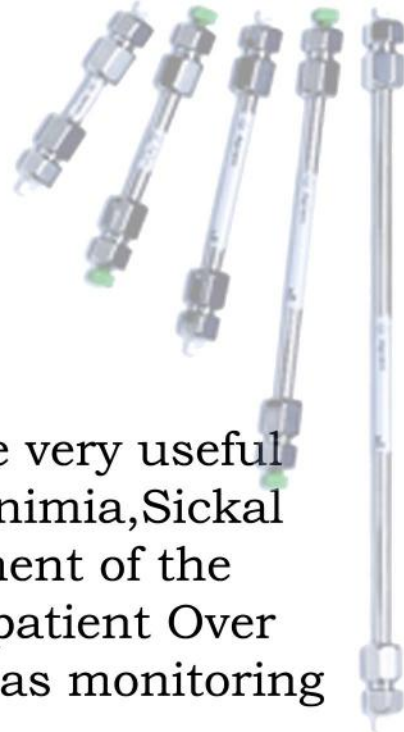 e very useful
nimia,Sickal
nent of the
patient Over
as monitoring